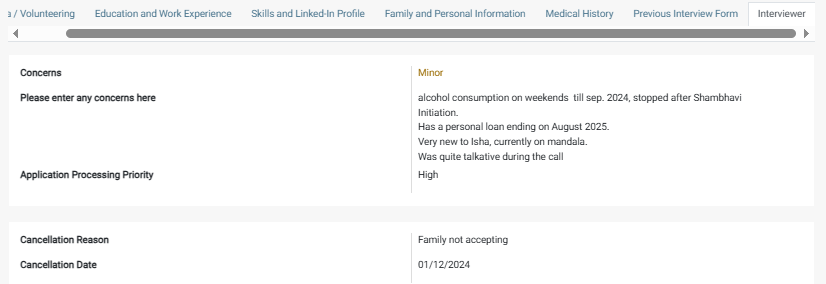 a / Volunteering Education and Work Experience Skills and Linked-In Profile Family and Personal Information Medical History Previous Interview Form Interviewer
Concerns Minor
Please enter any concerns here alcohol consumption on weekends till sep. 2024, stopped after Shambhavi
Initiation.
Has a personal loan ending on August 2025.
Very new to Isha, currently on mandala.
Was quite talkative during the call
Application Processing Priority High
Cancellation Reason Family not accepting
Cancellation Date 01/12/2024